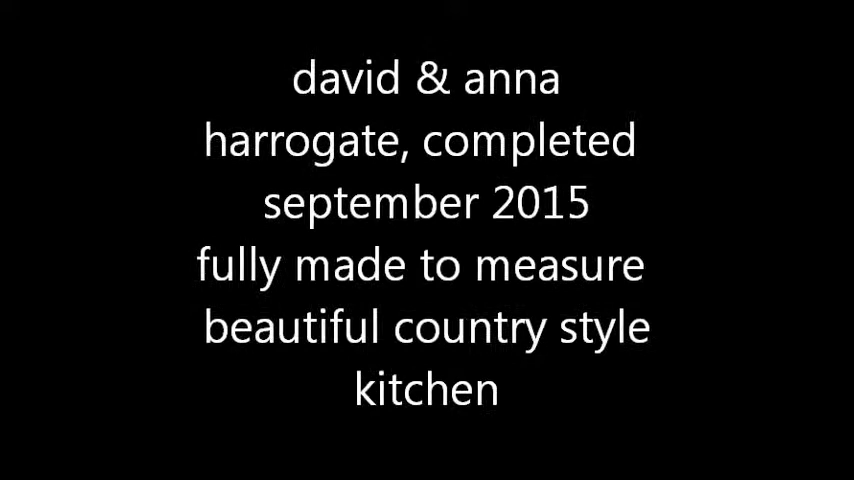 david & anna
harrogate, completed
september 2015
fully made to measure
beautiful country style
kitchen